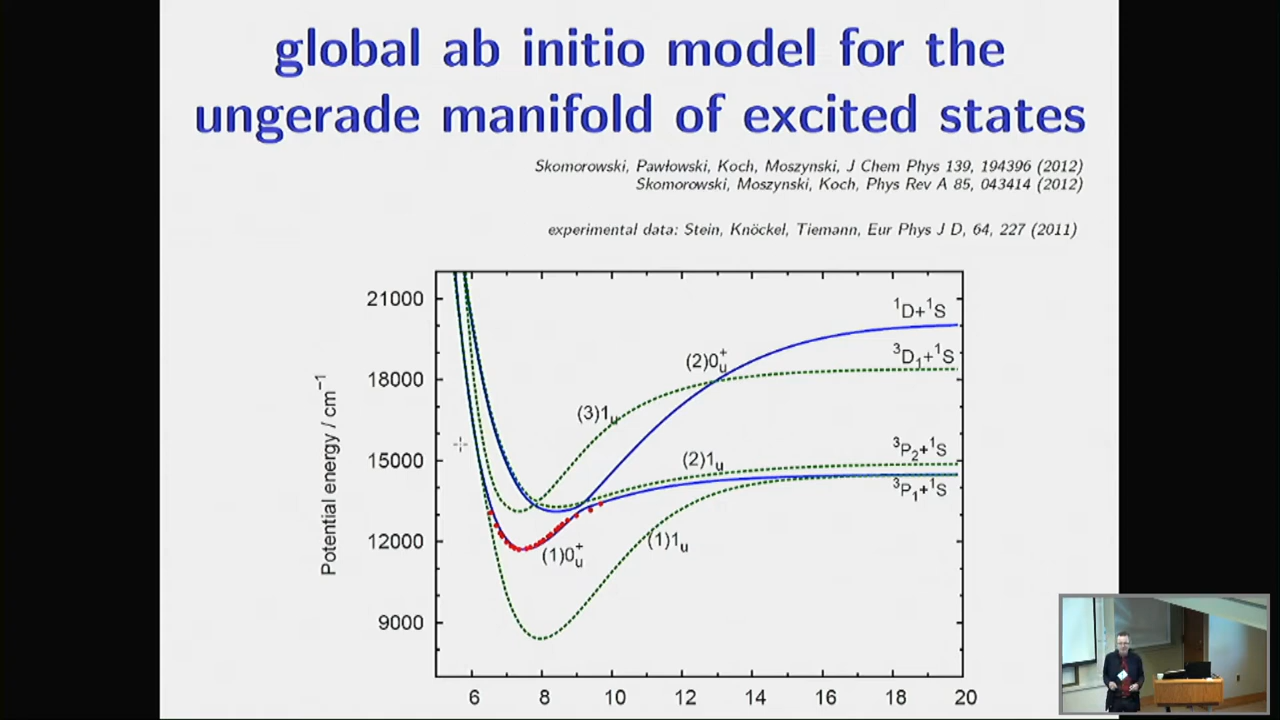 global ab initio model for the
ungerade manifold of excited states
Skomorowski, Pawłowski, Koch, Moszynski, J Chem Phys 139, 194396 (2012)
Skomorowski, Moszynski, Koch, Phys Rev A 85, 043414 (2012)
experimental data: Stein, Knöckel, Tiemann, Eur Phys J D, 64, 227 (2011)
Potential energy / cm⁻¹
21000
18000
15000
12000
9000
¹D+¹S
³D₁+¹S
(2)0ᵤ⁺
(3)1ᵤ
³P₂+¹S
(2)1ᵤ
³P₁+¹S
(1)0ᵤ⁺
(1)1ᵤ
6 8 10 12 14 16 18 20